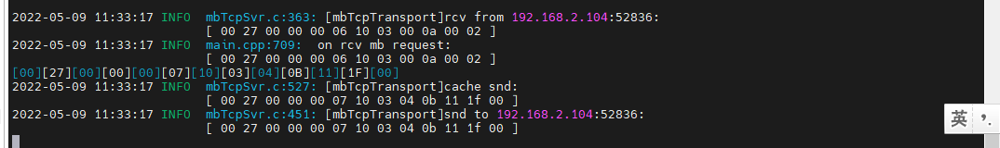 2022-05-09 11:33:17 INFO  mbTcpSvr.c:363: [mbTcpTransport]rcv from 192.168.2.104:52836:
[ 00 27 00 00 00 06 10 03 00 0a 00 02 ]
2022-05-09 11:33:17 INFO  main.cpp:709:  on rcv mb request:
[ 00 27 00 00 00 06 10 03 00 0a 00 02 ]
[00][27][00][00][00][07][10][03][04][0B][11][1F][00]
2022-05-09 11:33:17 INFO  mbTcpSvr.c:527: [mbTcpTransport]cache snd:
[ 00 27 00 00 00 07 10 03 04 0b 11 1f 00 ]
2022-05-09 11:33:17 INFO  mbTcpSvr.c:451: [mbTcpTransport]snd to 192.168.2.104:52836:
[ 00 27 00 00 00 07 10 03 04 0b 11 1f 00 ]
英